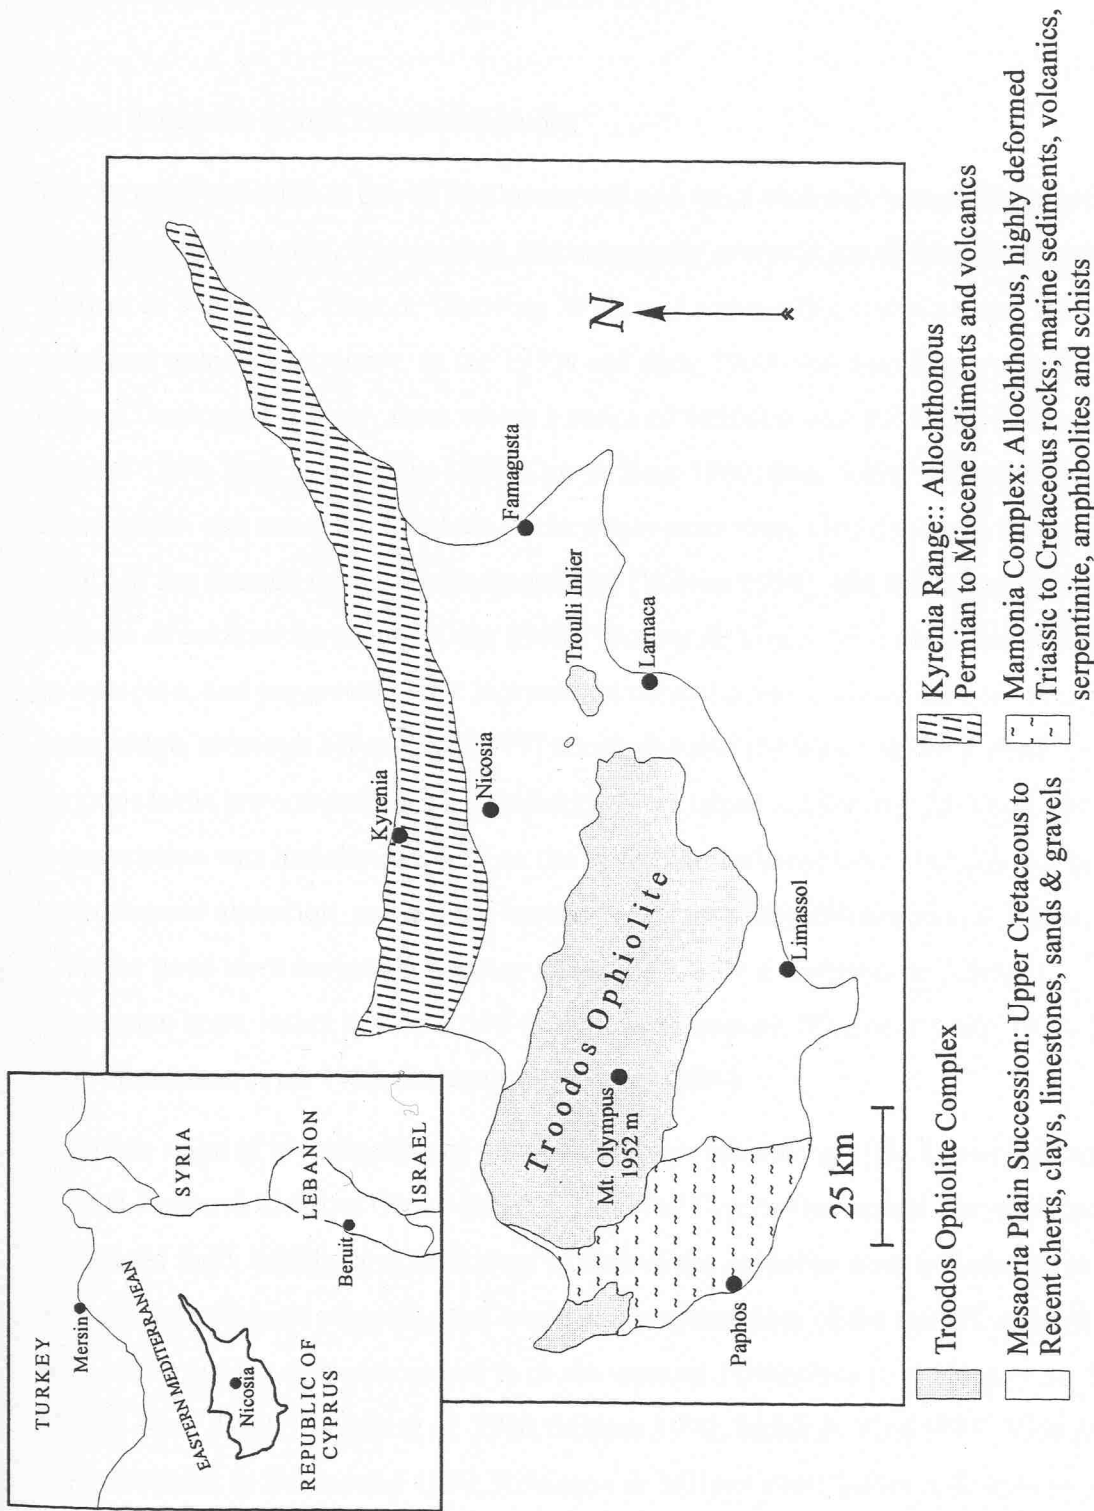 TURKEY
Mersin
SYRIA
EASTERN MEDITERRANEAN
Nicosia
LEBANON
Beruit
REPUBLIC OF
CYPRUS
ISRAEL
Kyrenia
Nicosia
Famagusta
N
Troulli Inlier
Larnaca
Troodos Ophiolite
Mt. Olympus
1952 m
Limassol
Paphos
25 km
Troodos Ophiolite Complex
Mesaoria Plain Succession: Upper Cretaceous to
Recent cherts, clays, limestones, sands & gravels
Kyrenia Range:: Allochthonous
Permian to Miocene sediments and volcanics
Mamonia Complex: Allochthonous, highly deformed
Triassic to Cretaceous rocks; marine sediments, volcanics,
serpentinite, amphibolites and schists